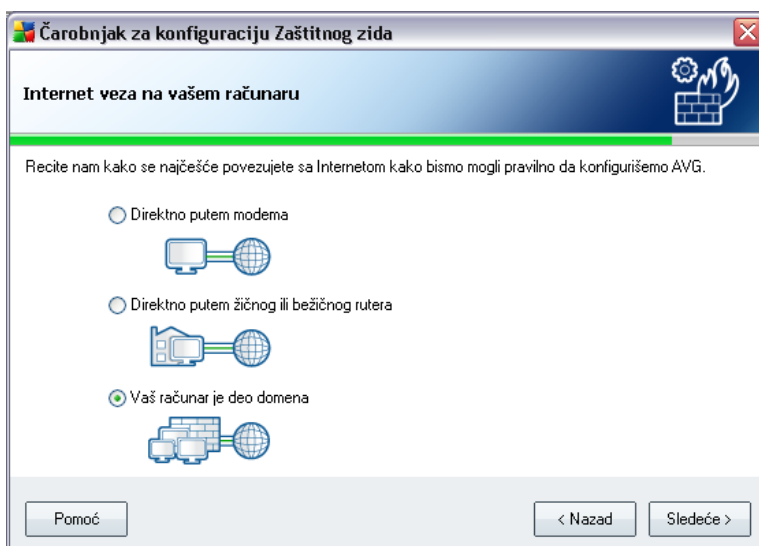 Čarobnjak za konfiguraciju Zaštitnog zida
Internet veza na vašem računaru
Recite nam kako se najčešće povezujete sa Internetom kako bismo mogli pravilno da konfigurišemo AVG.
Direktno putem modema
Direktno putem žičnog ili bežičnog rutera
Vaš računar je deo domena
Pomoć
< Nazad
Sledeće >